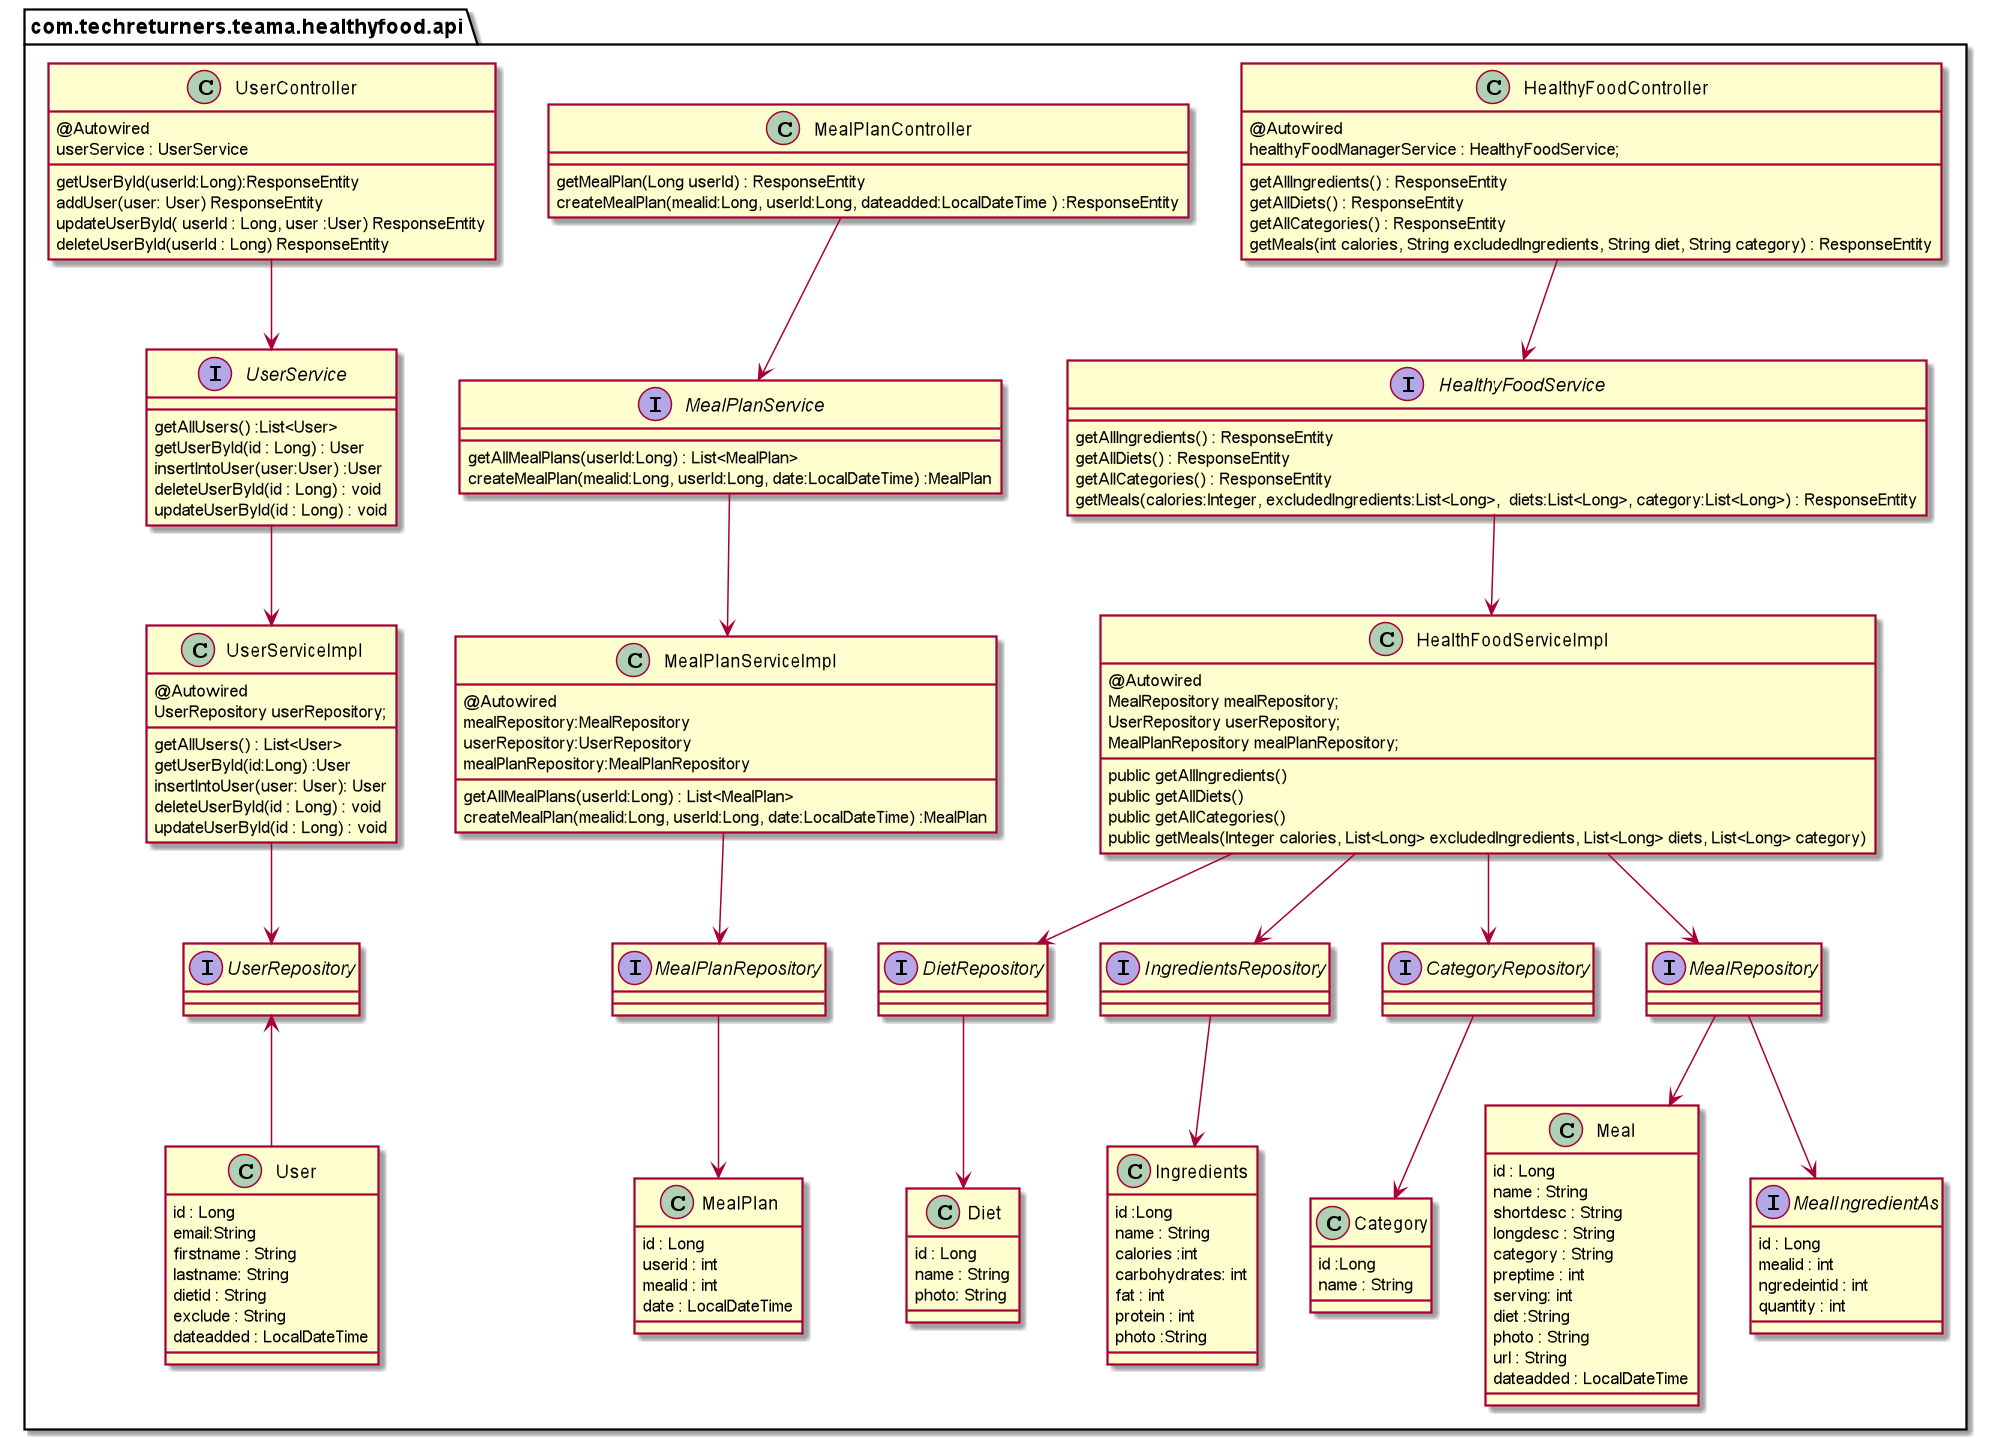 com.techreturners.teama.healthyfood.api
C UserController
@Autowired
userService : UserService
getUserById(userId:Long):ResponseEntity
addUser(user: User) ResponseEntity
updateUserById( userId : Long, user :User) ResponseEntity
deleteUserById(userId : Long) ResponseEntity
C MealPlanController
getMealPlan(Long userId) : ResponseEntity
createMealPlan(mealid:Long, userId:Long, dateadded:LocalDateTime ) :ResponseEntity
C HealthyFoodController
@Autowired
healthyFoodManagerService : HealthyFoodService;
getAllIngredients() : ResponseEntity
getAllDiets() : ResponseEntity
getAllCategories() : ResponseEntity
getMeals(int calories, String excludedIngredients, String diet, String category) : ResponseEntity
I UserService
getAllUsers() :List<User>
getUserById(id : Long) : User
insertIntoUser(user:User) :User
deleteUserById(id : Long) : void
updateUserById(id : Long) : void
I MealPlanService
getAllMealPlans(userId:Long) : List<MealPlan>
createMealPlan(mealid:Long, userId:Long, date:LocalDateTime) :MealPlan
I HealthyFoodService
getAllIngredients() : ResponseEntity
getAllDiets() : ResponseEntity
getAllCategories() : ResponseEntity
getMeals(calories:Integer, excludedIngredients:List<Long>,  diets:List<Long>, category:List<Long>) : ResponseEntity
C UserServiceImpl
@Autowired
UserRepository userRepository;
getAllUsers() : List<User>
getUserById(id:Long) :User
insertIntoUser(user: User): User
deleteUserById(id : Long) : void
updateUserById(id : Long) : void
C MealPlanServiceImpl
@Autowired
mealRepository:MealRepository
userRepository:UserRepository
mealPlanRepository:MealPlanRepository
getAllMealPlans(userId:Long) : List<MealPlan>
createMealPlan(mealid:Long, userId:Long, date:LocalDateTime) :MealPlan
C HealthFoodServiceImpl
@Autowired
MealRepository mealRepository;
UserRepository userRepository;
MealPlanRepository mealPlanRepository;
public getAllIngredients()
public getAllDiets()
public getAllCategories()
public getMeals(Integer calories, List<Long> excludedIngredients, List<Long> diets, List<Long> category)
I UserRepository
I MealPlanRepository
I DietRepository
I IngredientsRepository
I CategoryRepository
I MealRepository
C User
id : Long
email:String
firstname : String
lastname: String
dietid : String
exclude : String
dateadded : LocalDateTime
C MealPlan
id : Long
userid : int
mealid : int
date : LocalDateTime
C Diet
id : Long
name : String
photo: String
C Ingredients
id :Long
name : String
calories :int
carbohydrates: int
fat : int
protein : int
photo :String
C Category
id :Long
name : String
C Meal
id : Long
name : String
shortdesc : String
longdesc : String
category : String
preptime : int
serving: int
diet :String
photo : String
url : String
dateadded : LocalDateTime
I MealIngredientAs
id : Long
mealid : int
ngredeintid : int
quantity : int